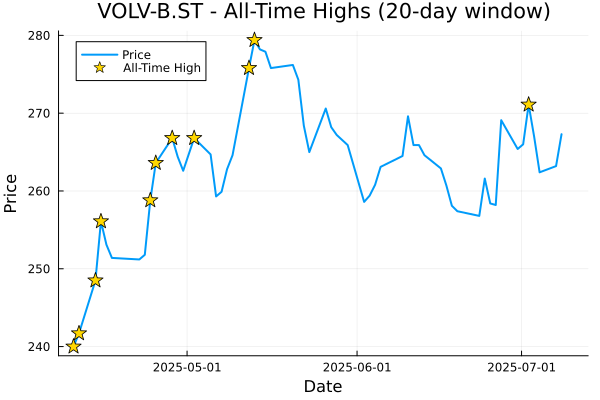 VOLV-B.ST - All-Time Highs (20-day window)
280
Price
All-Time High
270
260
250
240
Price
2025-05-01
2025-06-01
2025-07-01
Date